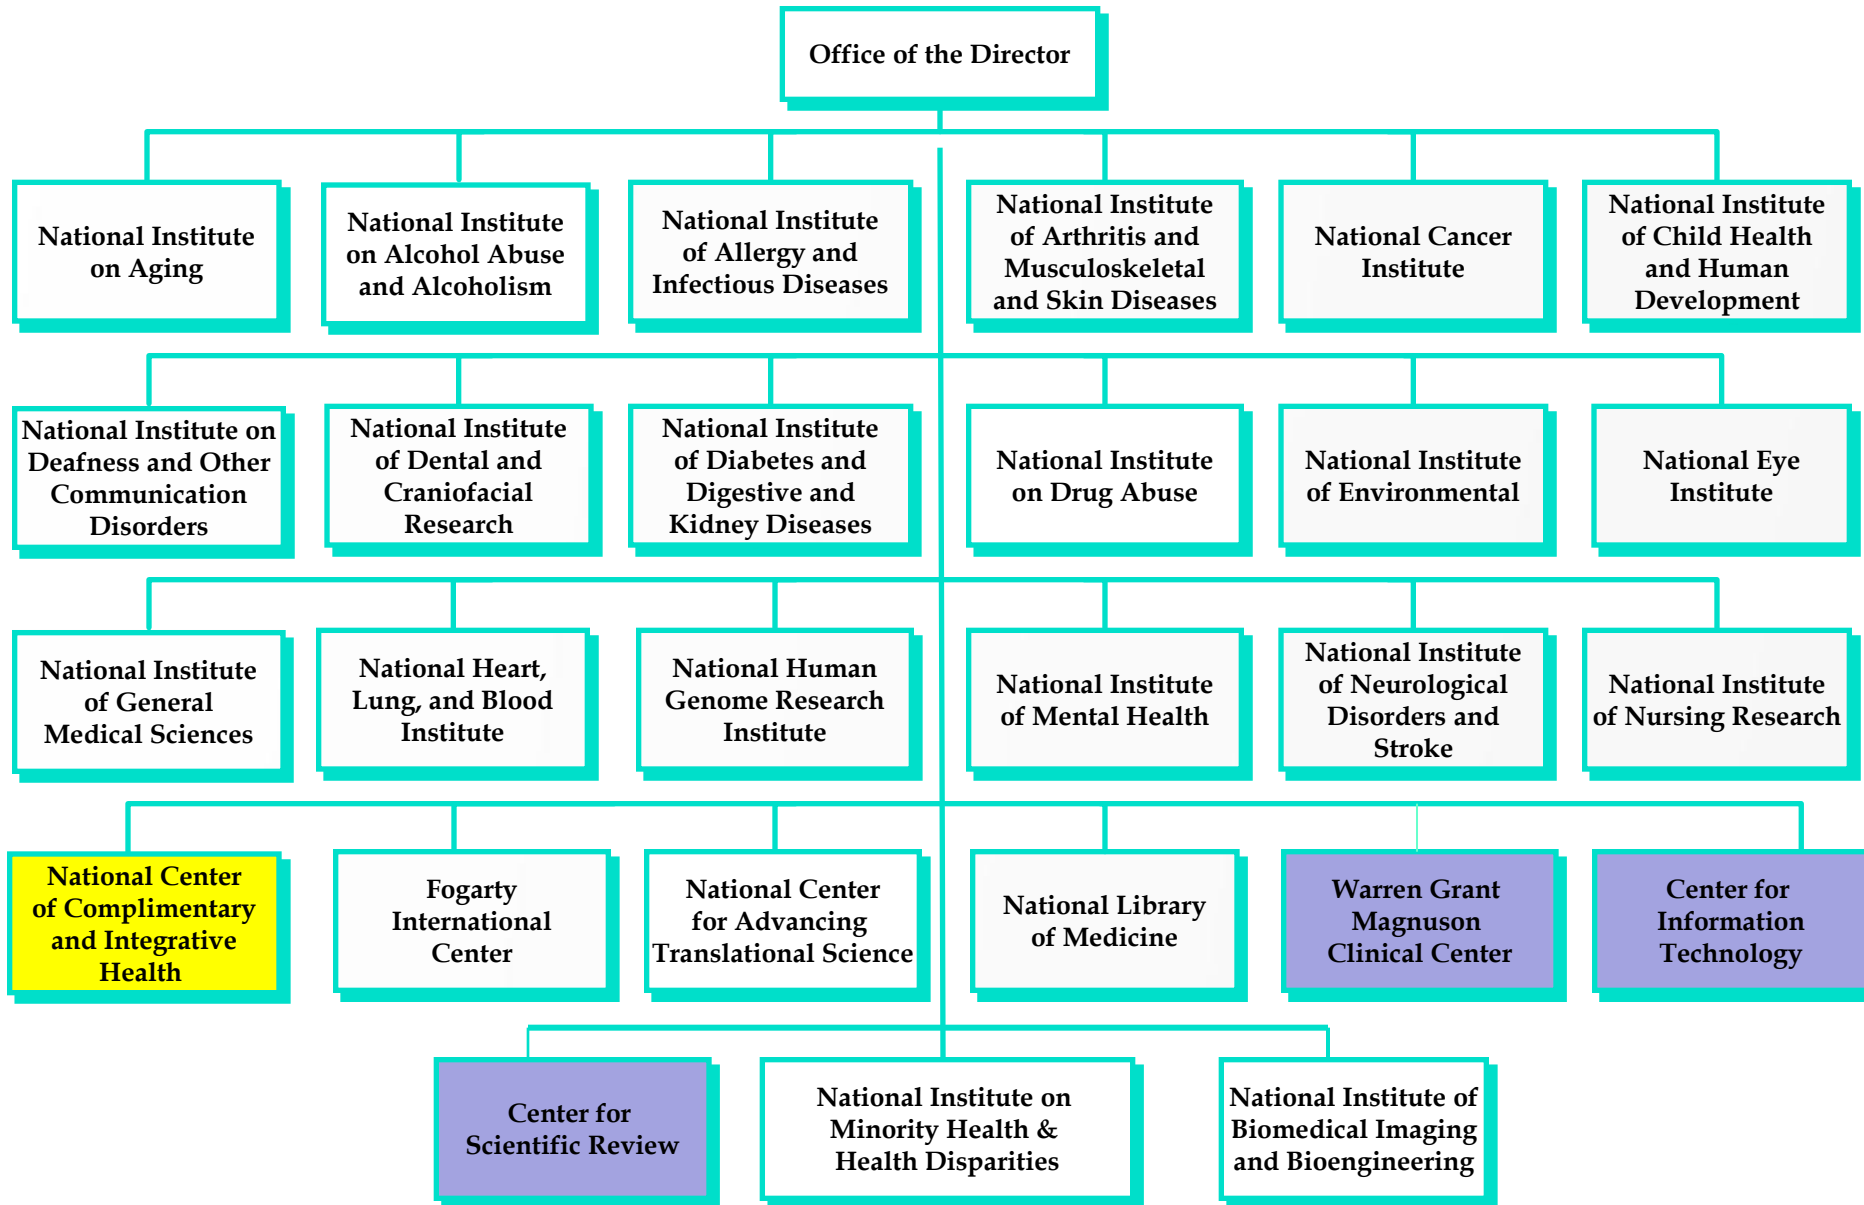 Office of the Director
National Institute
on Aging
National Institute
on Alcohol Abuse
and Alcoholism
National Institute
of Allergy and
Infectious Diseases
National Institute
of Arthritis and
Musculoskeletal
and Skin Diseases
National Cancer
Institute
National Institute
of Child Health
and Human
Development
National Institute on
Deafness and Other
Communication
Disorders
National Institute
of Dental and
Craniofacial
Research
National Institute
of Diabetes and
Digestive and
Kidney Diseases
National Institute
on Drug Abuse
National Institute
of Environmental
National Eye
Institute
National Institute
of General
Medical Sciences
National Heart,
Lung, and Blood
Institute
National Human
Genome Research
Institute
National Institute
of Mental Health
National Institute
of Neurological
Disorders and
Stroke
National Institute
of Nursing Research
National Center
of Complimentary
and Integrative
Health
Fogarty
International
Center
National Center
for Advancing
Translational Science
National Library
of Medicine
Warren Grant
Magnuson
Clinical Center
Center for
Information
Technology
Center for
Scientific Review
National Institute on
Minority Health &
Health Disparities
National Institute of
Biomedical Imaging
and Bioengineering